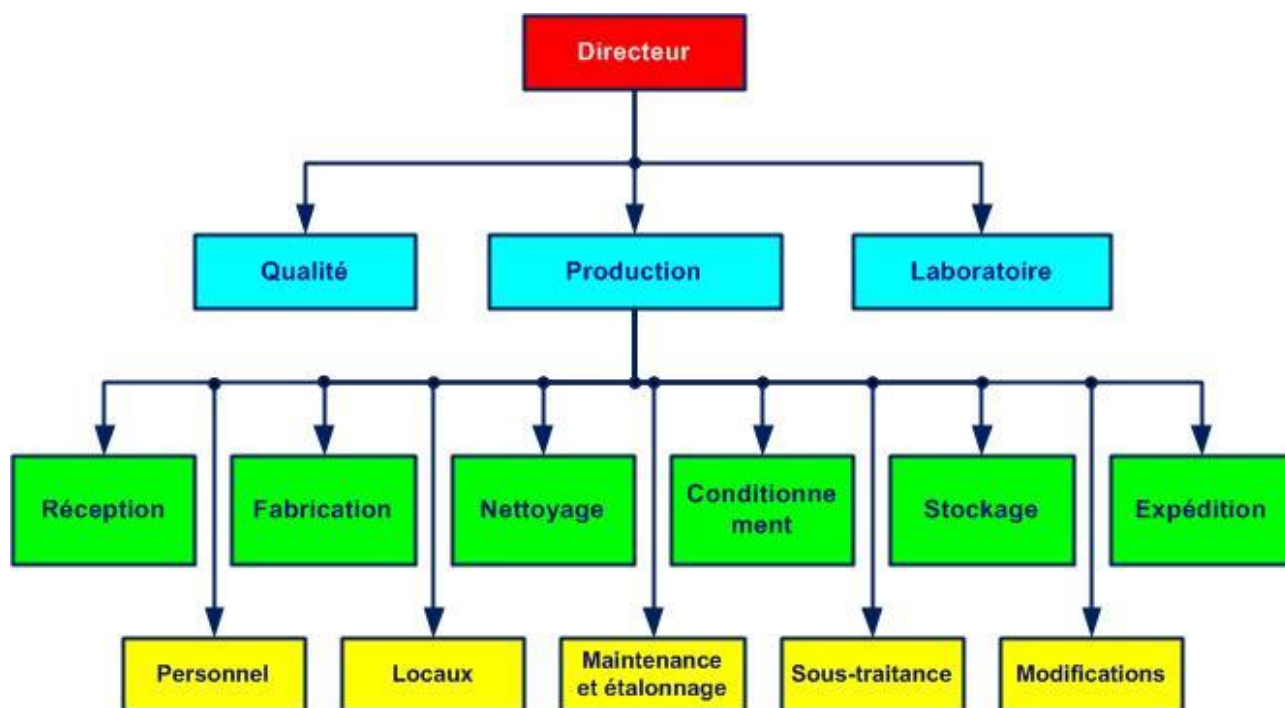 Directeur
Qualité
Production
Laboratoire
Réception
Fabrication
Nettoyage
Conditionne
ment
Stockage
Expédition
Personnel
Locaux
Maintenance
et étalonnage
Sous-traitance
Modifications